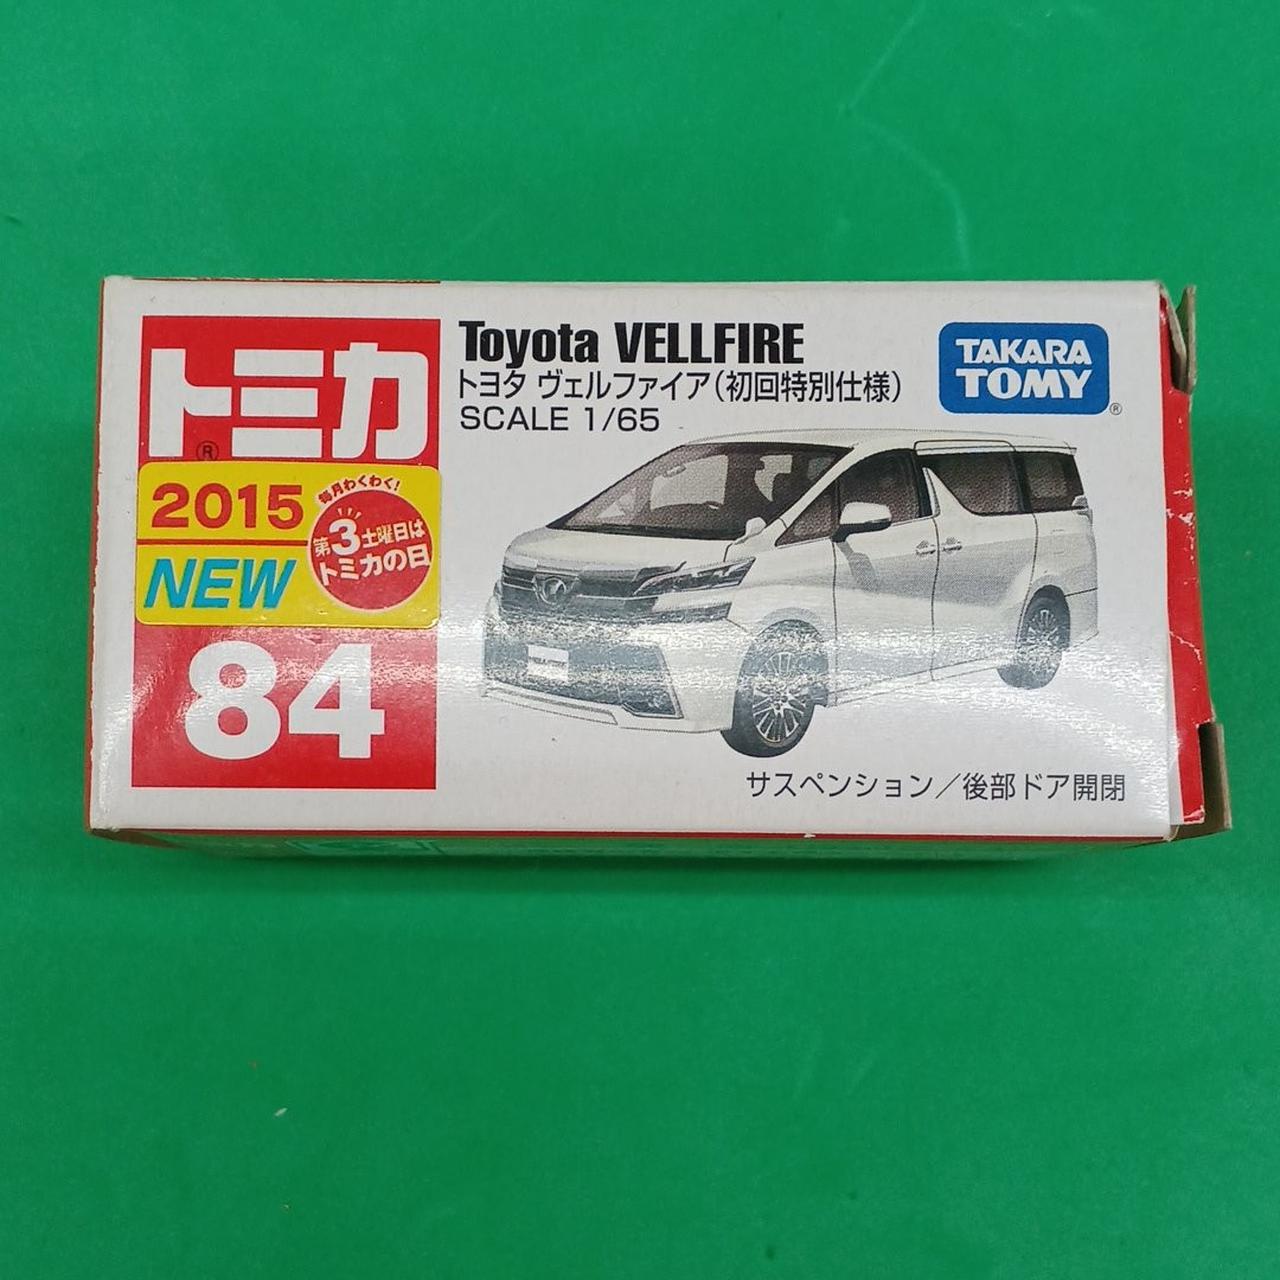 トミカ
®
2015
NEW
毎月わくわく!
第3土曜日は
トミカの日
84
Toyota VELLFIRE
トヨタ ヴェルファイア(初回特別仕様)
SCALE 1/65
TAKARA
TOMY
®
VELLFIRE
サスペンション/後部ドア開閉